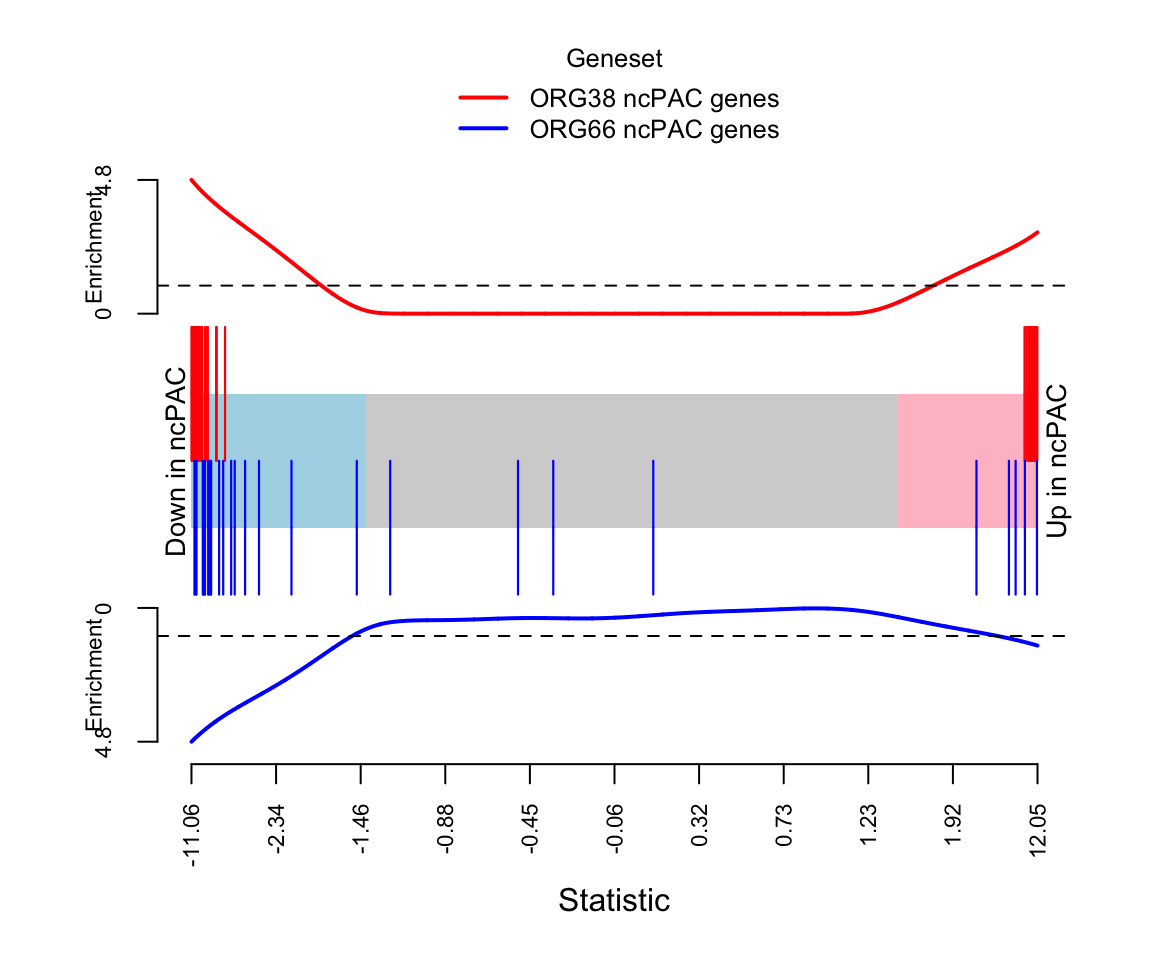 Geneset
ORG38 ncPAC genes
ORG66 ncPAC genes
4.8
Enrichment
0
Down in ncPAC
Up in ncPAC
0
Enrichment
4.8
-11.06
-2.34
-1.46
-0.88
-0.45
-0.06
0.32
0.73
1.23
1.92
12.05
Statistic